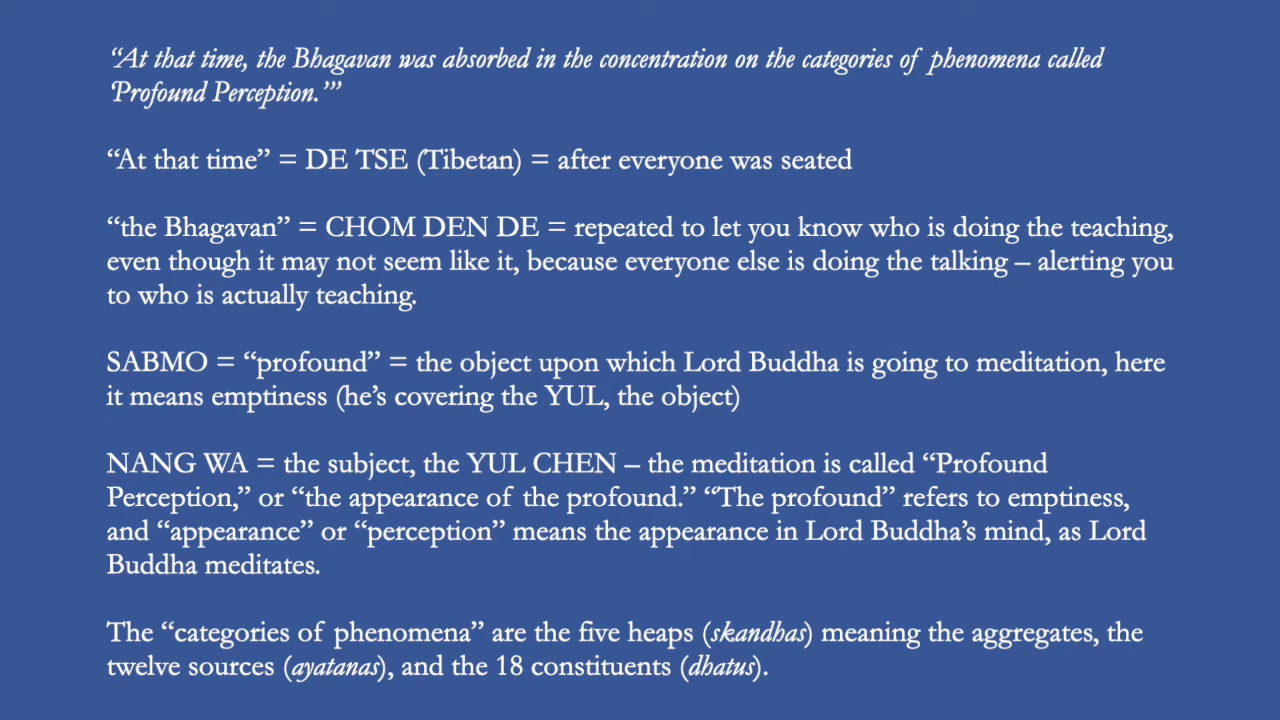 “At that time, the Bhagavan was absorbed in the concentration on the categories of phenomena called
‘Profound Perception.’”
“At that time” = DE TSE (Tibetan) = after everyone was seated
“the Bhagavan” = CHOM DEN DE = repeated to let you know who is doing the teaching,
even though it may not seem like it, because everyone else is doing the talking – alerting you
to who is actually teaching.
SABMO = “profound” = the object upon which Lord Buddha is going to meditation, here
it means emptiness (he’s covering the YUL, the object)
NANG WA = the subject, the YUL CHEN – the meditation is called “Profound
Perception,” or “the appearance of the profound.” “The profound” refers to emptiness,
and “appearance” or “perception” means the appearance in Lord Buddha’s mind, as Lord
Buddha meditates.
The “categories of phenomena” are the five heaps (skandhas) meaning the aggregates, the
twelve sources (ayatanas), and the 18 constituents (dhatus).